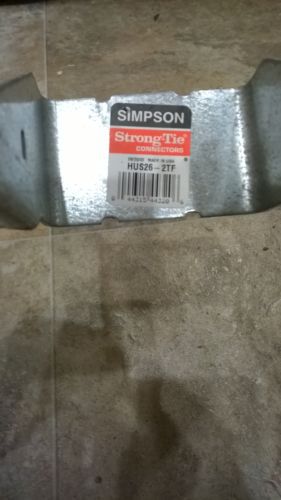 SIMPSON
Strong-Tie®
CONNECTORS
MADE IN USA
HUS26-2TF